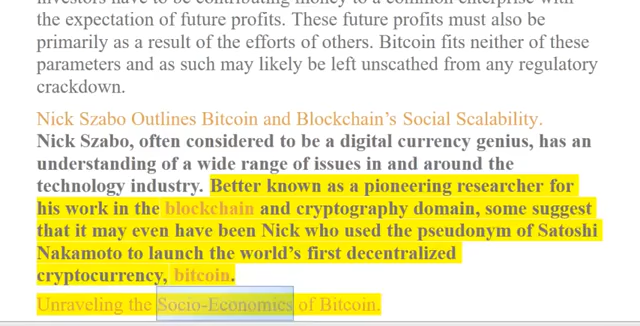 investors have to be contributing money to a common enterprise with
the expectation of future profits. These future profits must also be
primarily as a result of the efforts of others. Bitcoin fits neither of these
parameters and as such may likely be left unscathed from any regulatory
crackdown.
Nick Szabo Outlines Bitcoin and Blockchain’s Social Scalability.
Nick Szabo, often considered to be a digital currency genius, has an
understanding of a wide range of issues in and around the
technology industry. Better known as a pioneering researcher for
his work in the blockchain and cryptography domain, some suggest
that it may even have been Nick who used the pseudonym of Satoshi
Nakamoto to launch the world’s first decentralized
cryptocurrency, bitcoin.
Unraveling the Socio-Economics of Bitcoin.